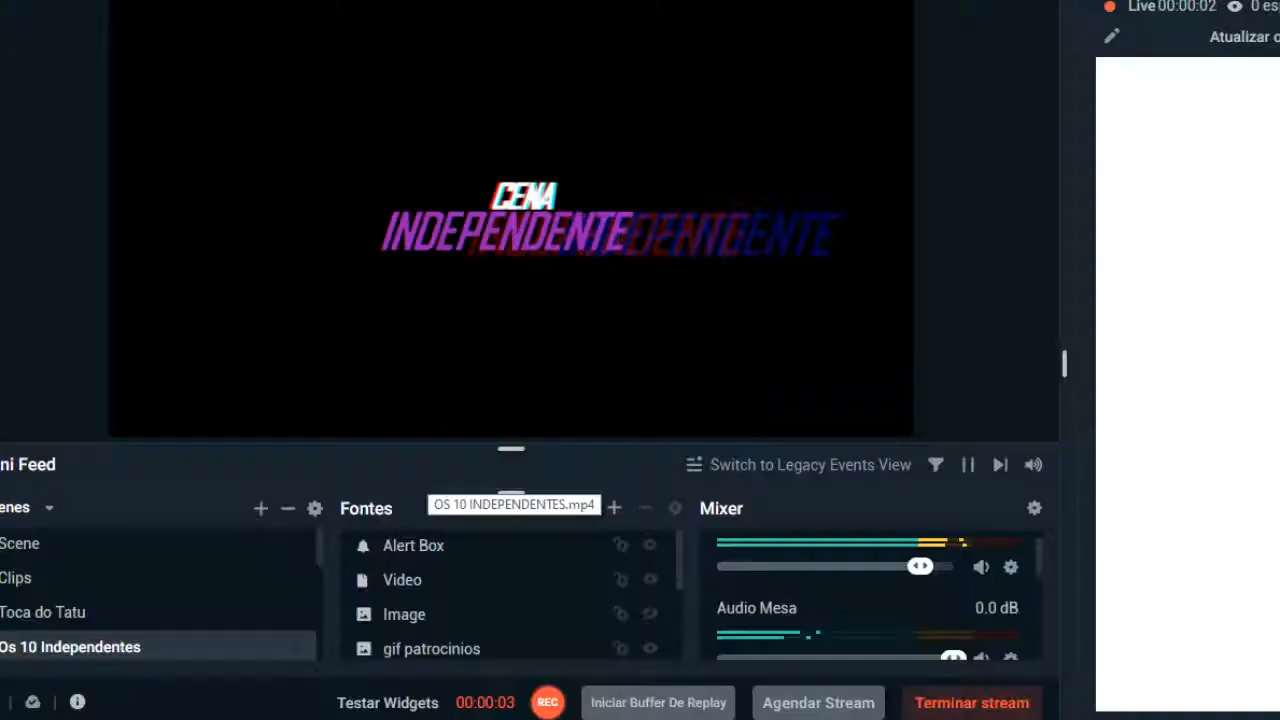 Live 00:00:02 0 es
Atualizar o
CENA
INDEPENDENTE
ni Feed
Switch to Legacy Events View
enes
Fontes
OS 10 INDEPENDENTES.mp4
Mixer
Scene
Clips
Toca do Tatu
Os 10 Independentes
Alert Box
Video
Image
gif patrocinios
Audio Mesa
0.0 dB
Testar Widgets
00:00:03
REC
Iniciar Buffer De Replay
Agendar Stream
Terminar stream